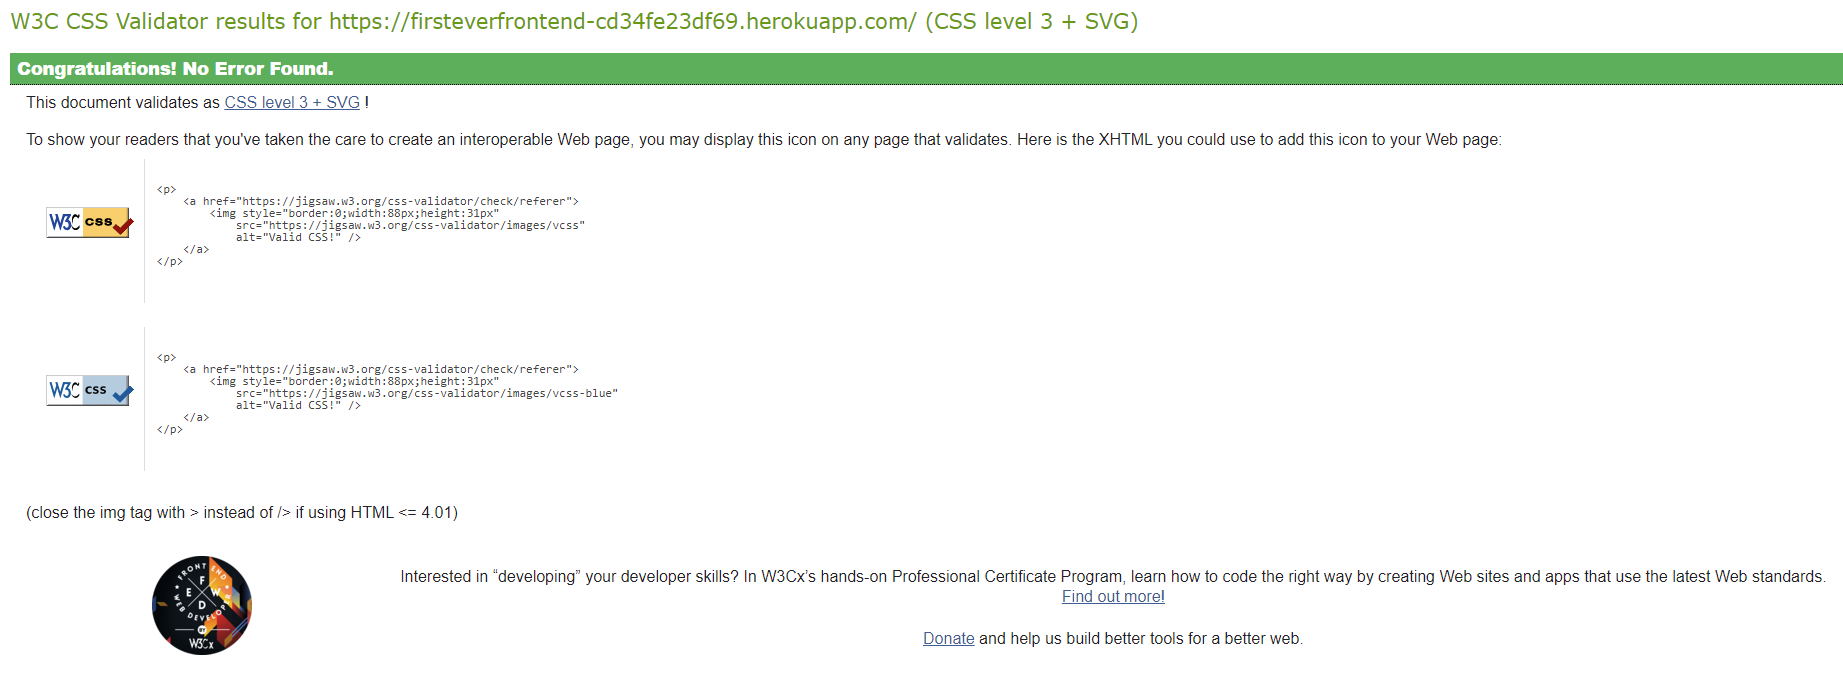 W3C CSS Validator results for https://firsteverfrontend-cd34fe23df69.herokuapp.com/ (CSS level 3 + SVG)
Congratulations! No Error Found.
This document validates as CSS level 3 + SVG !
To show your readers that you've taken the care to create an interoperable Web page, you may display this icon on any page that validates. Here is the XHTML you could use to add this icon to your Web page:
W3C css
<p>
<a href="https://jigsaw.w3.org/css-validator/check/referer">
<img style="border:0;width:88px;height:31px"
src="https://jigsaw.w3.org/css-validator/images/vcss"
alt="Valid CSS!" />
</a>
</p>
W3C css
<p>
<a href="https://jigsaw.w3.org/css-validator/check/referer">
<img style="border:0;width:88px;height:31px"
src="https://jigsaw.w3.org/css-validator/images/vcss-blue"
alt="Valid CSS!" />
</a>
</p>
(close the img tag with > instead of /> if using HTML <= 4.01)
FRONT END
WEB DEVELOPER
F
E W
D
BY
W3Cx
Interested in “developing” your developer skills? In W3Cx’s hands-on Professional Certificate Program, learn how to code the right way by creating Web sites and apps that use the latest Web standards.
Find out more!
Donate and help us build better tools for a better web.